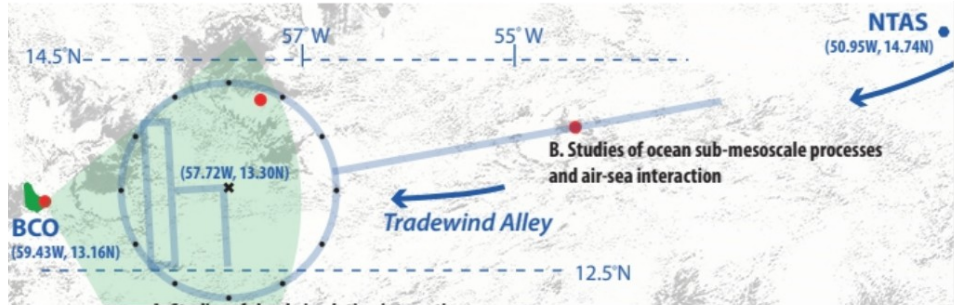 NTAS
(50.95W, 14.74N)
57°W
55°W
14.5°N
B. Studies of ocean sub-mesoscale processes
and air-sea interaction
(57.72W, 13.30N)
Tradewind Alley
BCO
(59.43W, 13.16N)
12.5°N